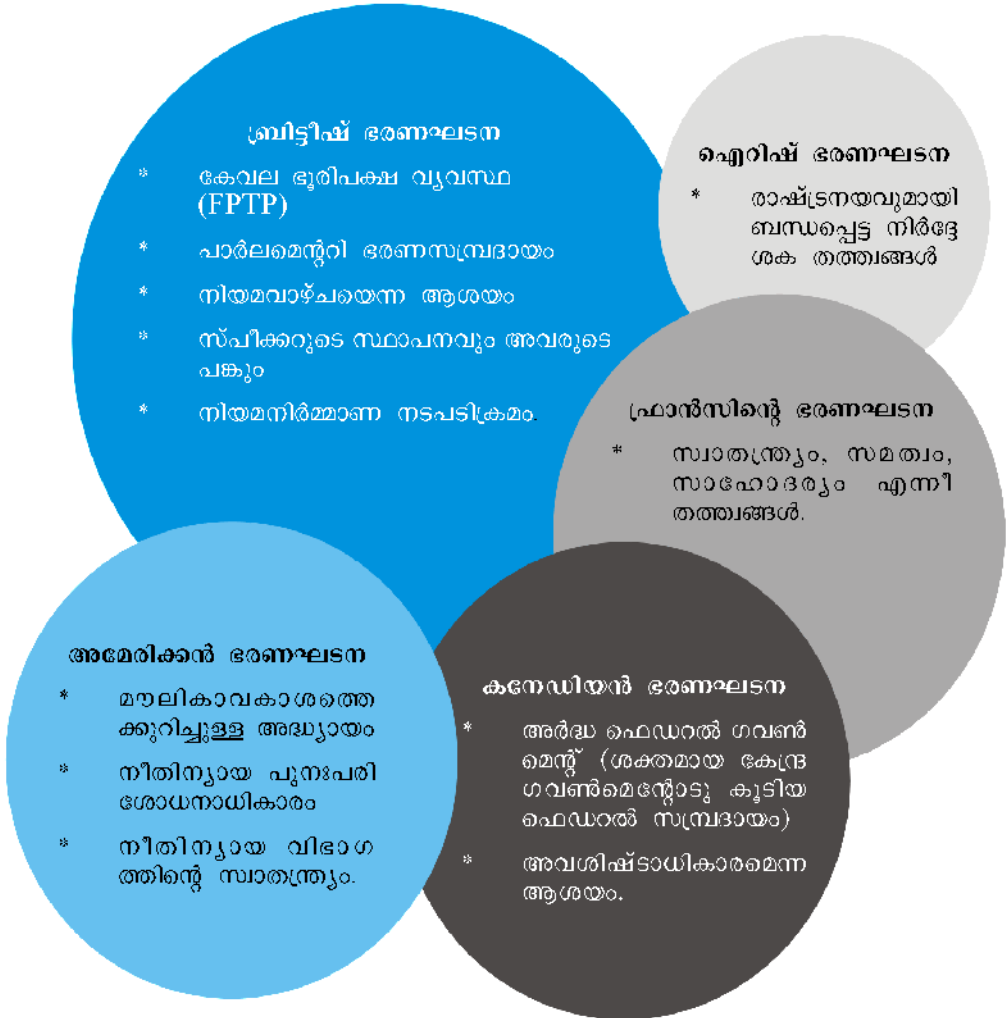 ബ്രിട്ടീഷ് ഭരണഘടന
* കേവല ഭൂരിപക്ഷ വ്യവസ്ഥ
(FPTP)
* പാർലമെന്ററി ഭരണസമ്പ്രദായം
* നിയമവാഴ്ചയെന്ന ആശയം
* സ്പീക്കറുടെ സ്ഥാപനവും അവരുടെ
പങ്കും
* നിയമനിർമ്മാണ നടപടിക്രമം.
ഐറിഷ് ഭരണഘടന
* രാഷ്ട്രനയവുമായി
ബന്ധപ്പെട്ട നിർദ്ദേ
ശക തത്ത്വങ്ങൾ
ഫ്രാൻസിന്റെ ഭരണഘടന
* സ്വാതന്ത്ര്യം, സമത്വം,
സാഹോദര്യം എന്നീ
തത്ത്വങ്ങൾ.
അമേരിക്കൻ ഭരണഘടന
* മൗലികാവകാശത്തെ
ക്കുറിച്ചുള്ള അദ്ധ്യായം
* നീതിന്യായ പുനഃപരി
ശോധനാധികാരം
* നീതിന്യായ വിഭാഗ
ത്തിന്റെ സ്വാതന്ത്ര്യം.
കനേഡിയൻ ഭരണഘടന
* അർദ്ധ ഫെഡറൽ ഗവൺ
മെന്റ് (ശക്തമായ കേന്ദ്ര
ഗവൺമെന്റോടു കൂടിയ
ഫെഡറൽ സമ്പ്രദായം)
* അവശിഷ്ടാധികാരമെന്ന
ആശയം.